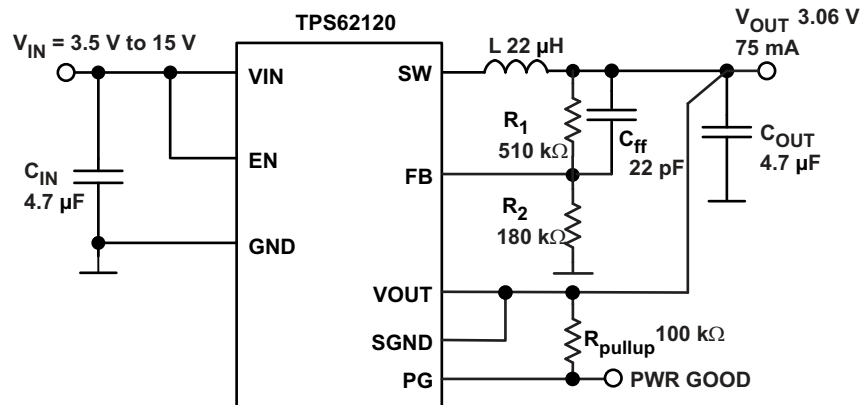 TPS62120
V_IN = 3.5 V to 15 V
V_OUT 3.06 V
75 mA
VIN
SW
L 22 µH
EN
R_1
510 kΩ
C_ff
22 pF
C_OUT
4.7 µF
C_IN
4.7 µF
FB
R_2
180 kΩ
GND
VOUT
SGND
R_pullup 100 kΩ
PG
PWR GOOD